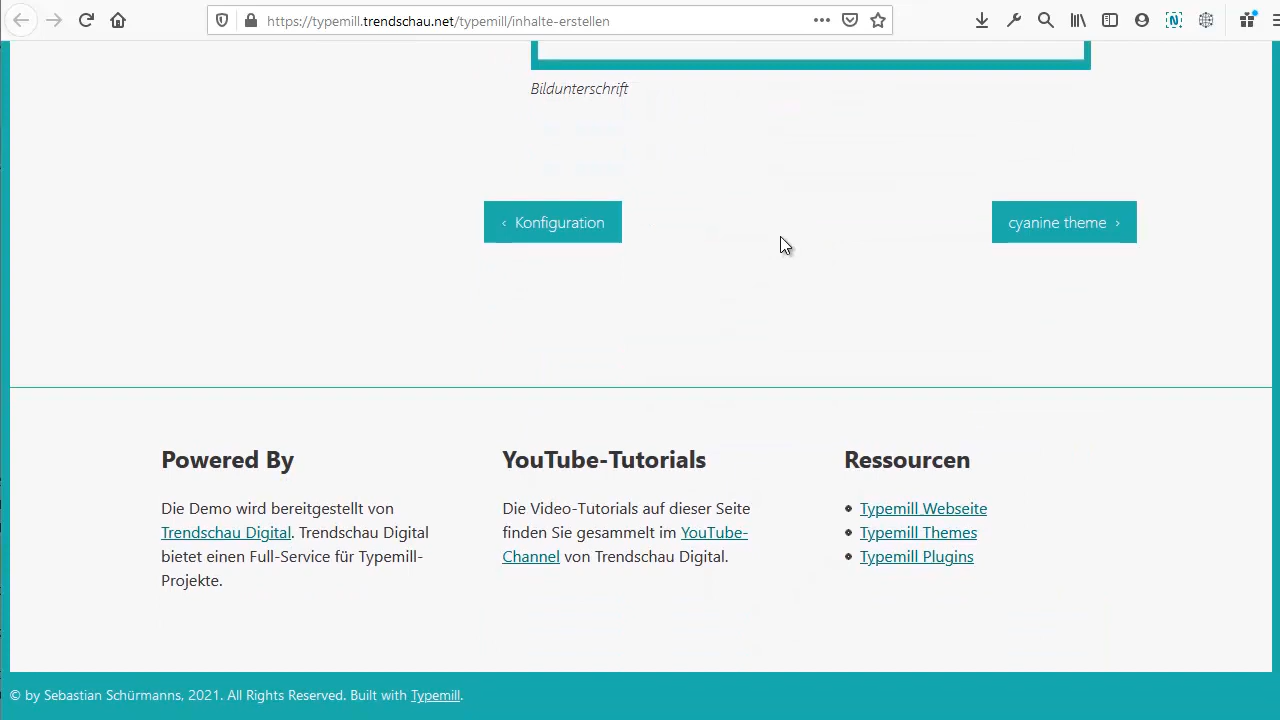 https://typemill.trendschau.net/typemill/inhalte-erstellen
Bildunterschrift
‹ Konfiguration
cyanine theme ›
Powered By
Die Demo wird bereitgestellt von
Trendschau Digital. Trendschau Digital
bietet einen Full-Service für Typemill-
Projekte.
YouTube-Tutorials
Die Video-Tutorials auf dieser Seite
finden Sie gesammelt im YouTube-
Channel von Trendschau Digital.
Ressourcen
Typemill Webseite
Typemill Themes
Typemill Plugins
© by Sebastian Schürmanns, 2021. All Rights Reserved. Built with Typemill.